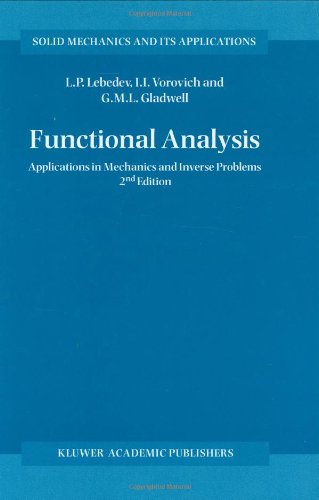 SOLID MECHANICS AND ITS APPLICATIONS
L.P. Lebedev, I.I. Vorovich and
G.M.L. Gladwell
Functional Analysis
Applications in Mechanics and Inverse Problems
2nd Edition
KLUWER ACADEMIC PUBLISHERS